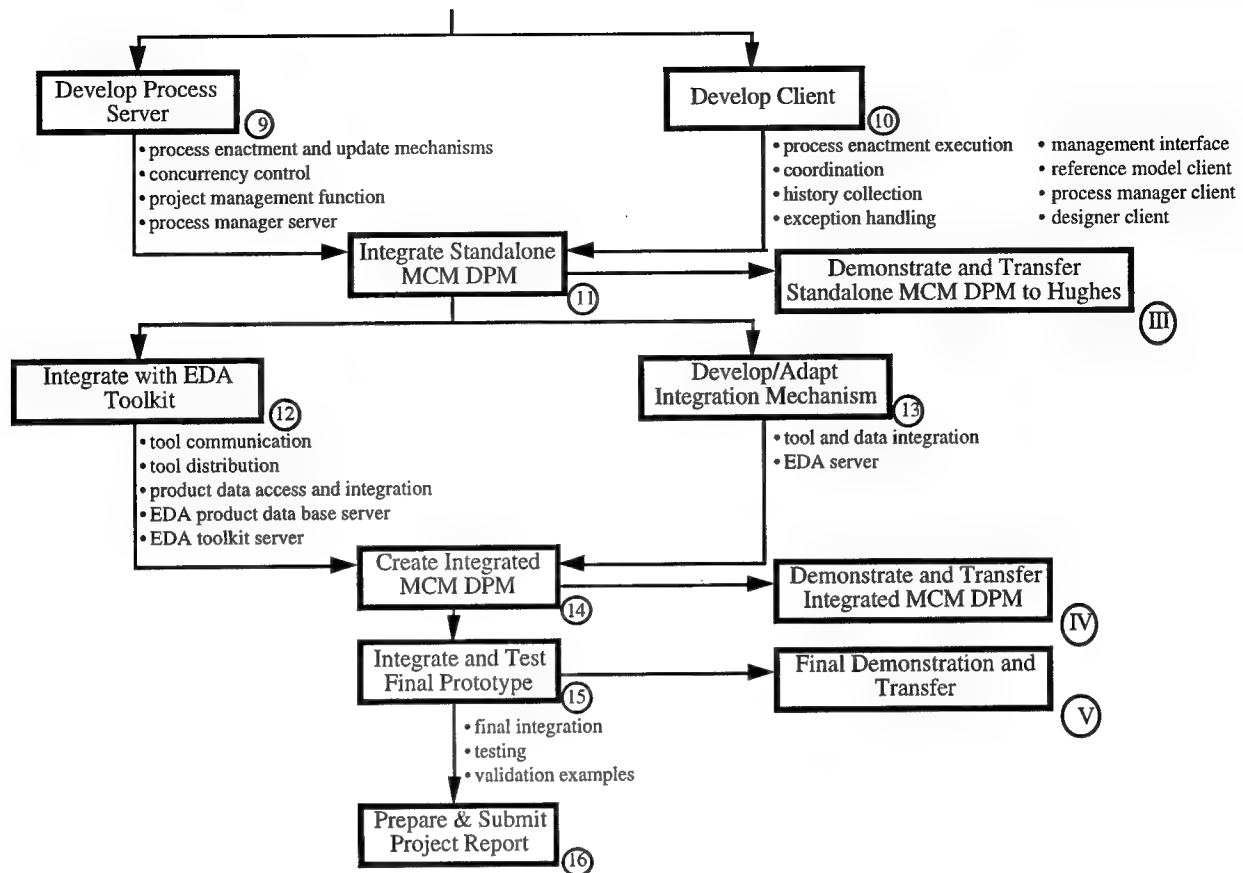 Develop Process
Server
9
• process enactment and update mechanisms
• concurrency control
• project management function
• process manager server
Develop Client
10
• process enactment execution
• coordination
• history collection
• exception handling
• management interface
• reference model client
• process manager client
• designer client
Integrate Standalone
MCM DPM
11
Demonstrate and Transfer
Standalone MCM DPM to Hughes
III
Integrate with EDA
Toolkit
12
• tool communication
• tool distribution
• product data access and integration
• EDA product data base server
• EDA toolkit server
Develop/Adapt
Integration Mechanism
13
• tool and data integration
• EDA server
Create Integrated
MCM DPM
14
Demonstrate and Transfer
Integrated MCM DPM
IV
Integrate and Test
Final Prototype
15
Final Demonstration and
Transfer
V
• final integration
• testing
• validation examples
Prepare & Submit
Project Report
16